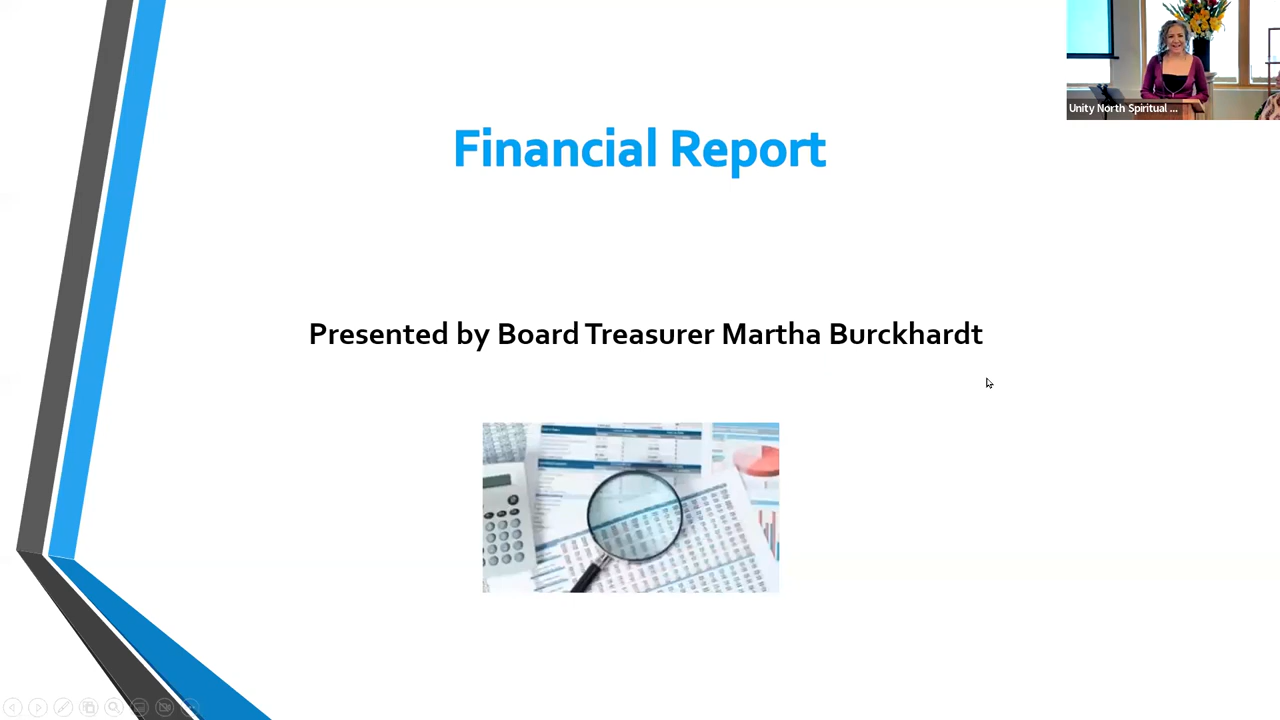 Unity North Spiritual ...
Financial Report
Presented by Board Treasurer Martha Burckhardt